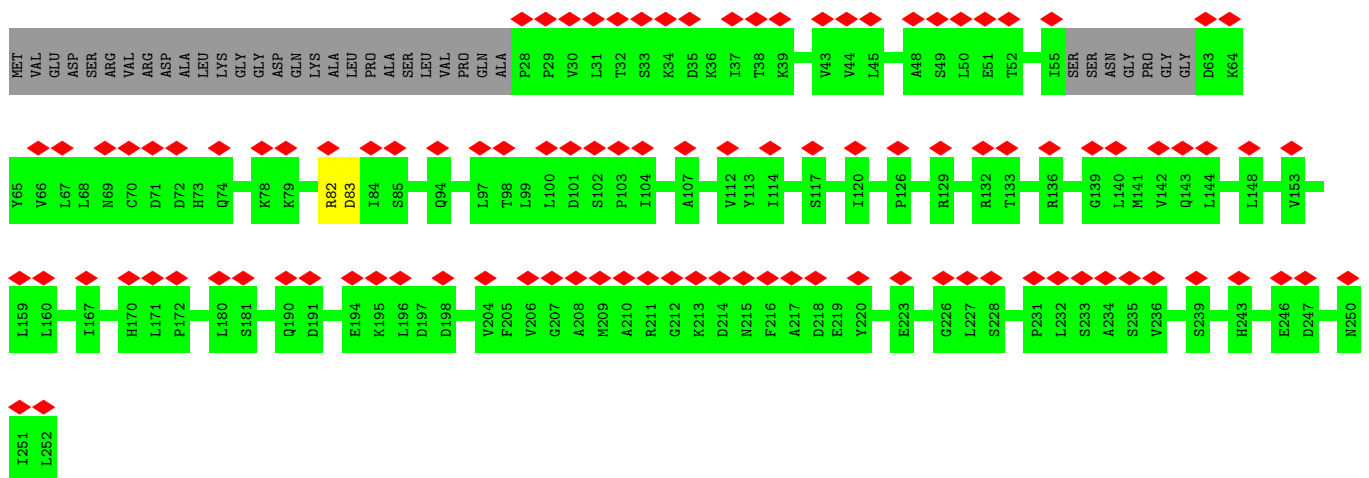 MET VAL GLU ASP SER ARG VAL ARG ASP ALA LEU LYS GLY GLY ASP GLN LYS ALA LEU PRO ALA SER LEU VAL PRO GLN ALA P28 P29 V30 L31 T32 S33 K34 D35 K36 I37 T38 K39 V43 V44 L45 A48 S49 L50 E51 T52 I55 SER SER ASN GLY PRO GLY GLY D63 K64
Y65 V66 L67 L68 N69 C70 D71 D72 H73 Q74 K78 K79 R82 D83 I84 S85 Q94 L97 T98 L99 L100 D101 S102 P103 I104 A107 V112 Y113 I114 S117 I120 P126 R129 R132 T133 R136 G139 L140 M141 V142 Q143 L144 L148 V153
L159 L160 I167 H170 L171 P172 L180 S181 Q190 D191 E194 K195 L196 D197 D198 V204 F205 V206 G207 A208 M209 A210 R211 G212 K213 D214 N215 F216 A217 D218 E219 Y220 E223 G226 L227 S228 P231 L232 S233 A234 S235 V236 S239 H243 E246 D247 N250
I251 L252